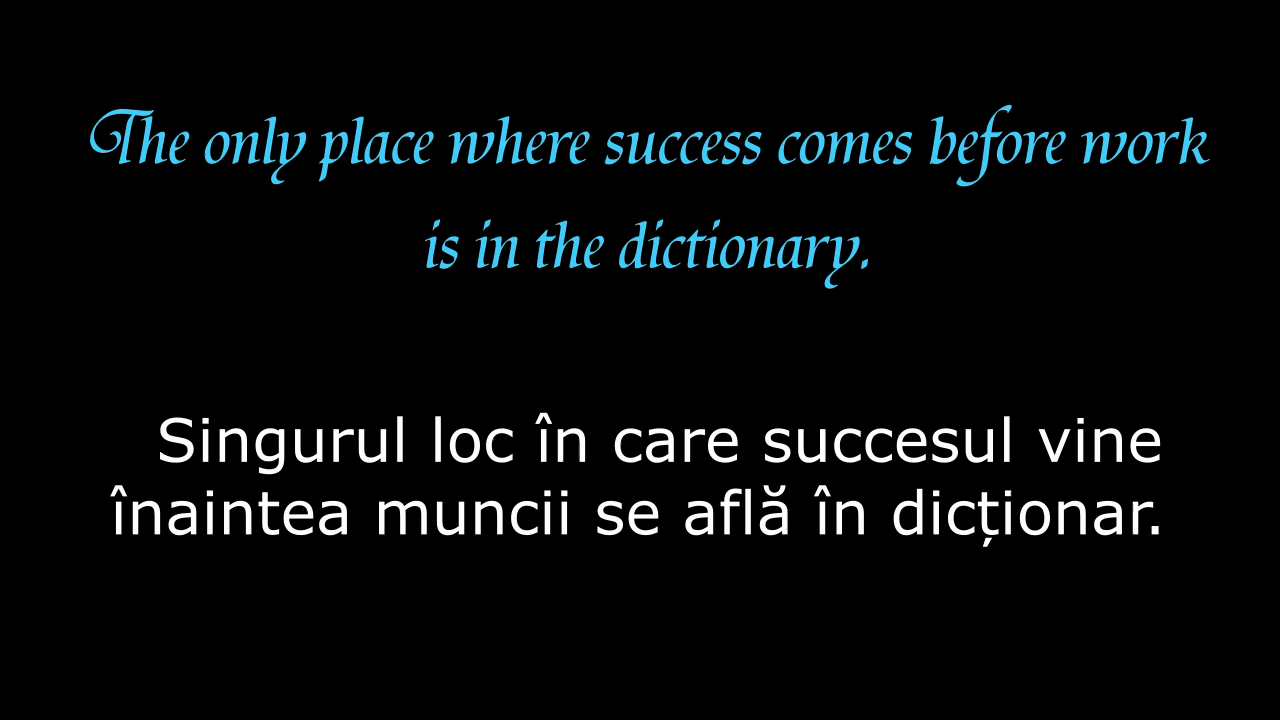 The only place where success comes before work
is in the dictionary.
Singurul loc în care succesul vine
înaintea muncii se află în dicționar.